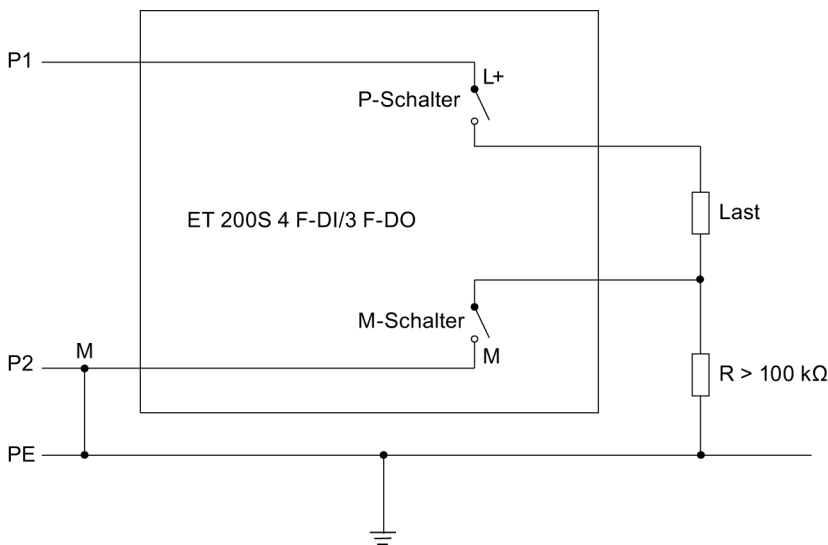 P1
L+
P-Schalter
ET 200S 4 F-DI/3 F-DO
Last
M-Schalter
M
M
P2
R > 100 kΩ
PE